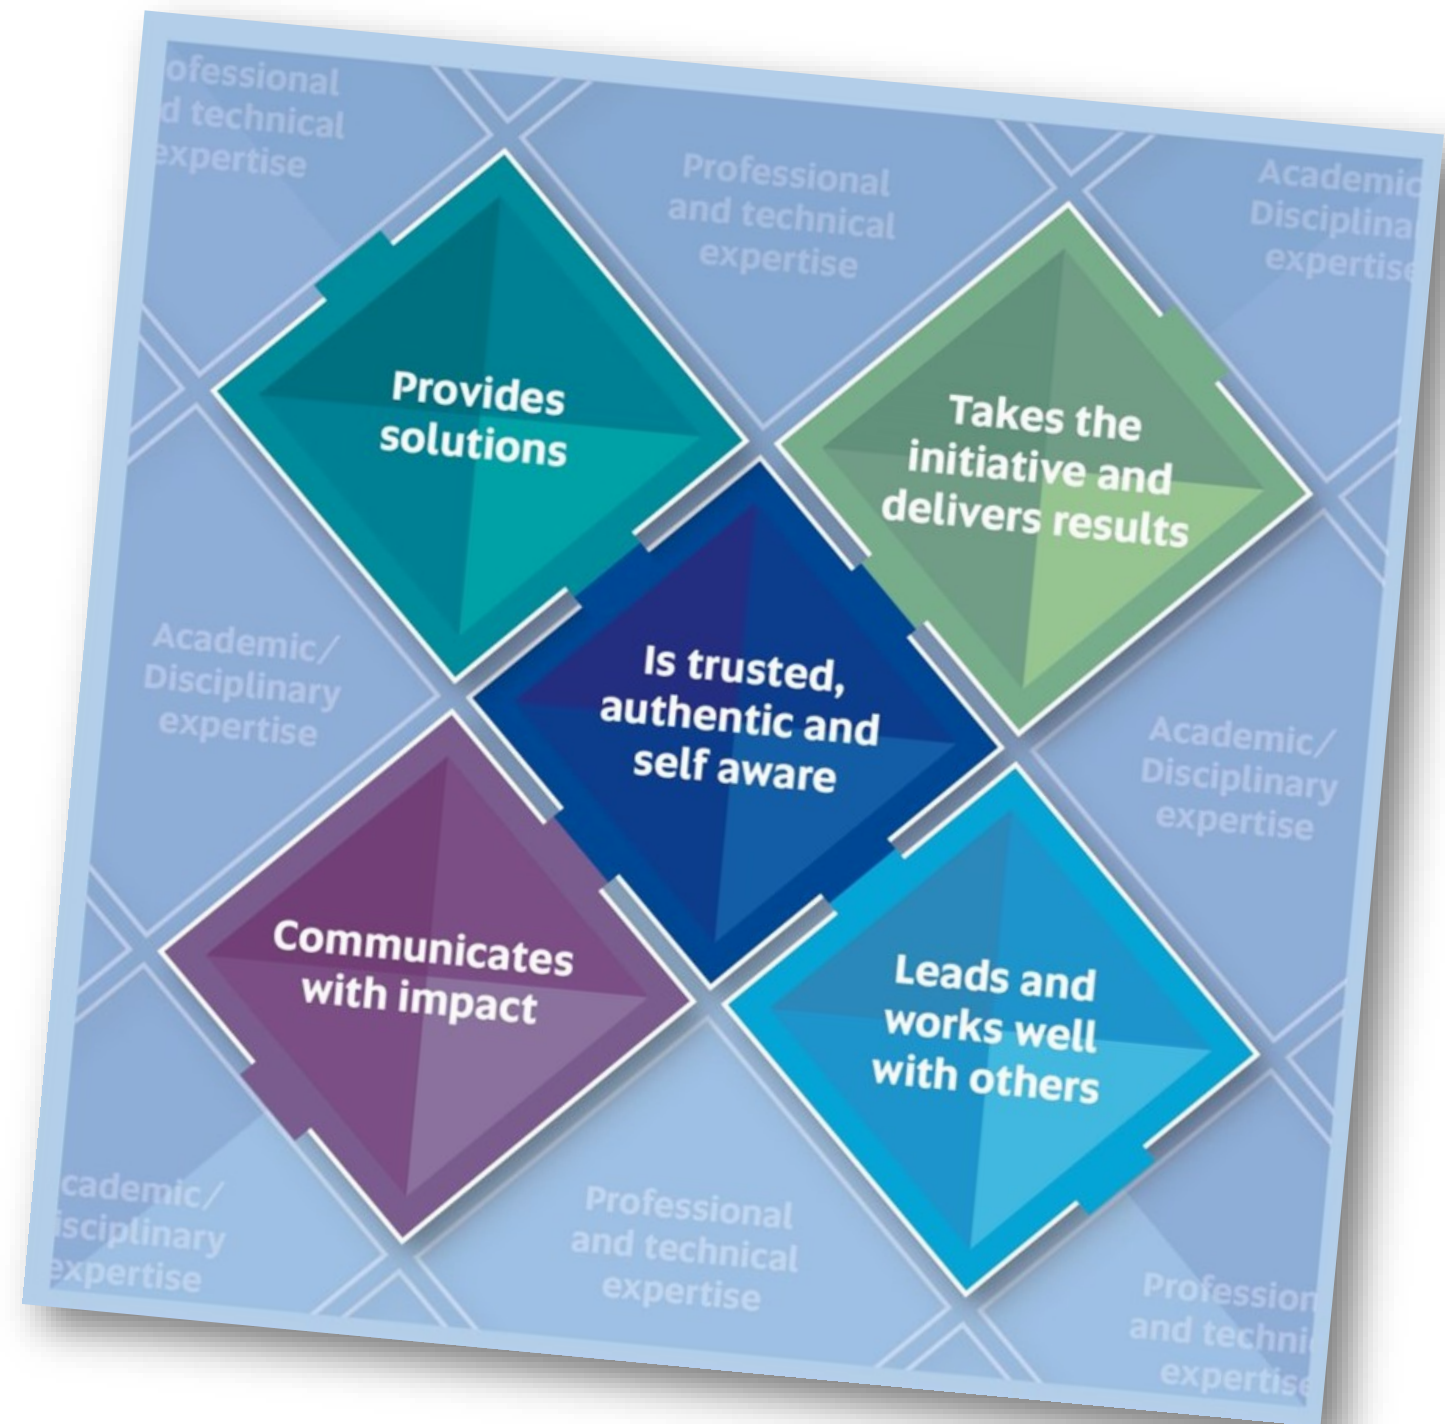 ofessional
d technical
expertise
Professional
and technical
expertise
Academic
Disciplina
expertise
Provides
solutions
Takes the
initiative and
delivers results
Is trusted,
authentic and
self aware
Academic/
Disciplinary
expertise
Academic/
Disciplinary
expertise
Communicates
with impact
Leads and
works well
with others
cademic/
isciplinary
expertise
Professional
and technical
expertise
Profession
and techni
expertise